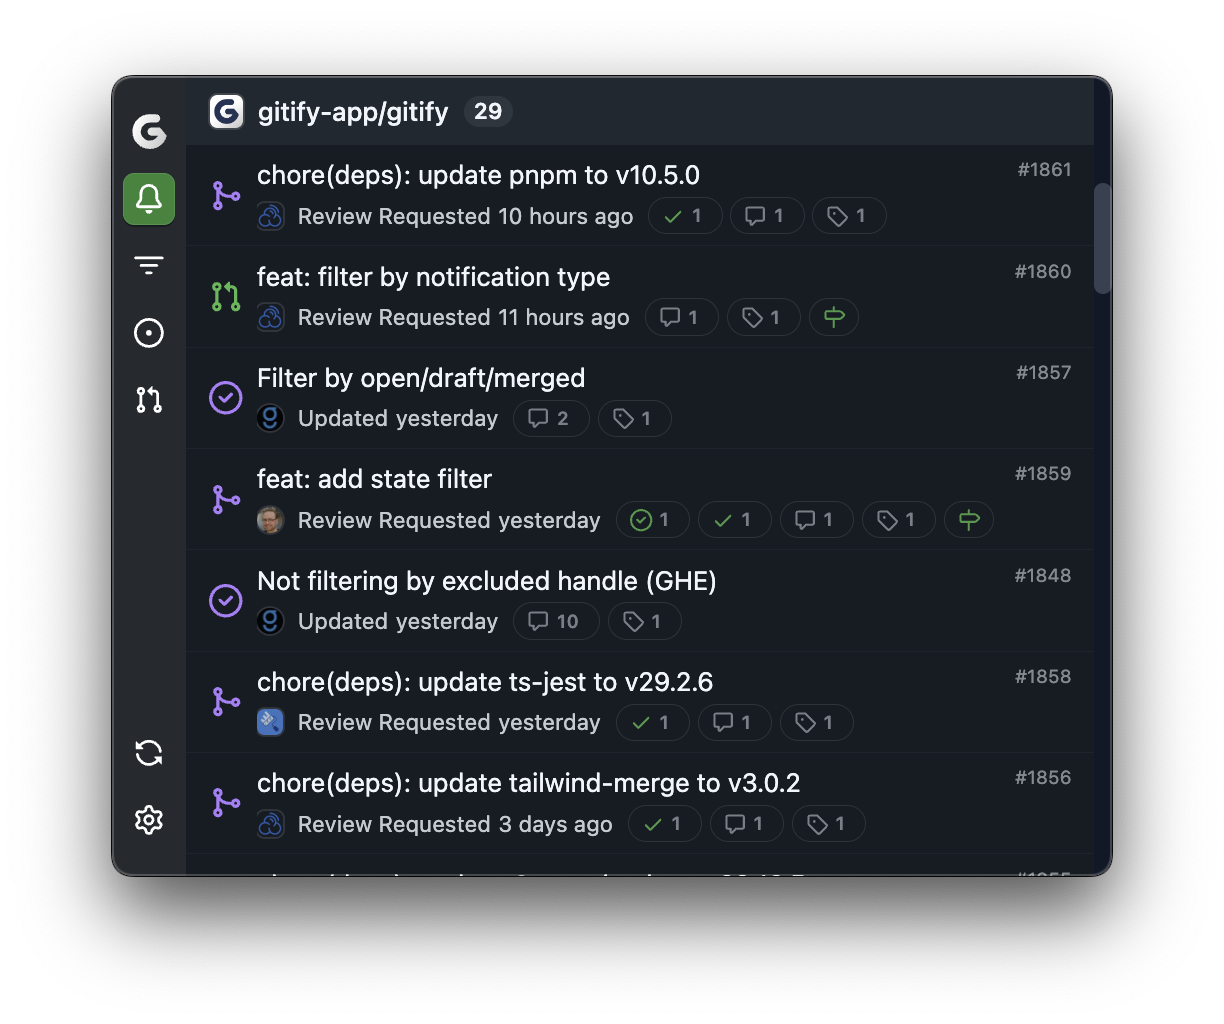 gitify-app/gitify 29
chore(deps): update pnpm to v10.5.0 #1861
Review Requested 10 hours ago 1 1 1
feat: filter by notification type #1860
Review Requested 11 hours ago 1 1
Filter by open/draft/merged #1857
Updated yesterday 2 1
feat: add state filter #1859
Review Requested yesterday 1 1 1 1
Not filtering by excluded handle (GHE) #1848
Updated yesterday 10 1
chore(deps): update ts-jest to v29.2.6 #1858
Review Requested yesterday 1 1 1
chore(deps): update tailwind-merge to v3.0.2 #1856
Review Requested 3 days ago 1 1 1